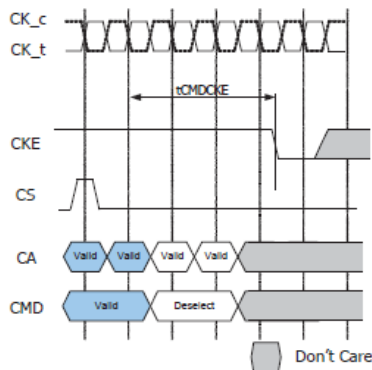 CK_c
CK_t
tCMDCKE
CKE
CS
CA Valid Valid Valid Valid
CMD Valid Deselect
Don't Care